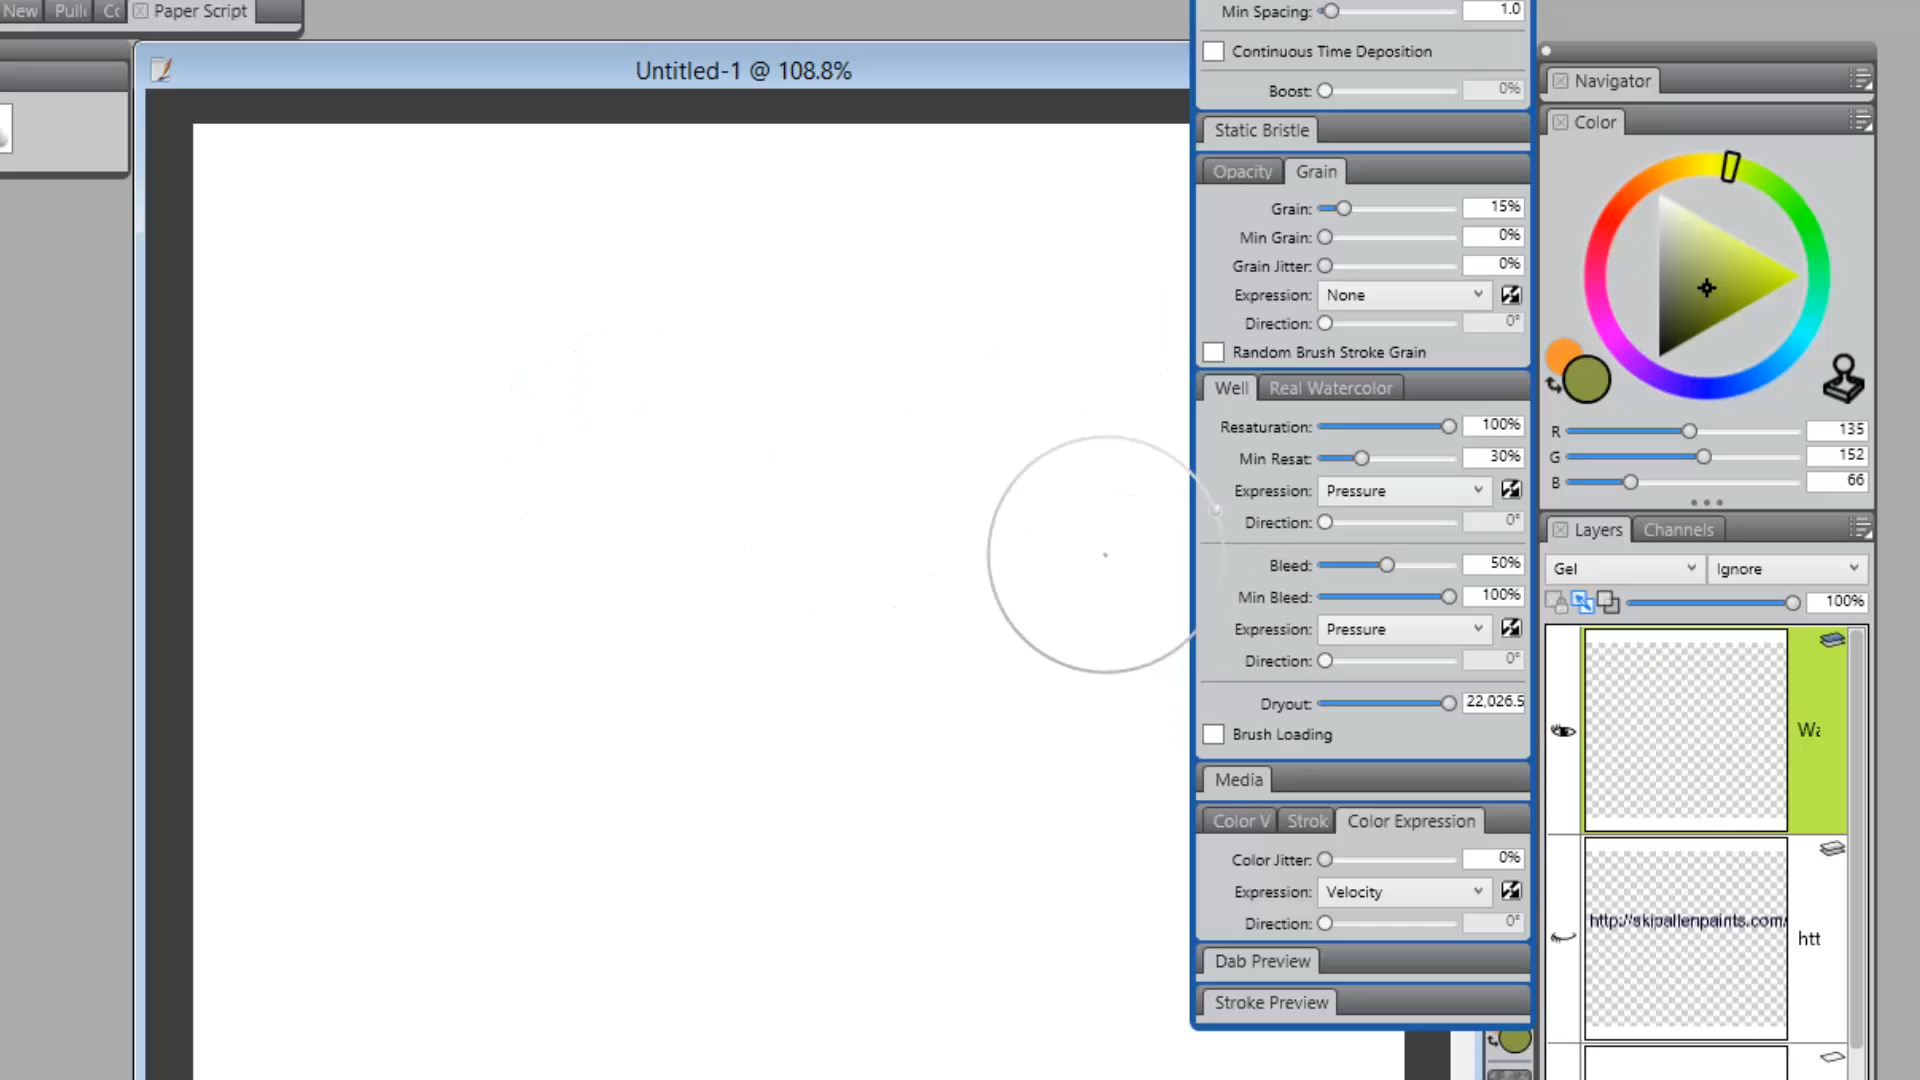 New Pull Co Paper Script
Untitled-1 @ 108.8%
Min Spacing: 1.0
Continuous Time Deposition
Boost: 0%
Static Bristle
Opacity Grain
Grain: 15%
Min Grain: 0%
Grain Jitter: 0%
Expression: None
Direction: 0°
Random Brush Stroke Grain
Well Real Watercolor
Resaturation: 100%
Min Resat: 30%
Expression: Pressure
Direction: 0°
Bleed: 50%
Min Bleed: 100%
Expression: Pressure
Direction: 0°
Dryout: 22,026.5
Brush Loading
Media
Color V Strok Color Expression
Color Jitter: 0%
Expression: Velocity
Direction: 0°
Dab Preview
Stroke Preview
Navigator
Color
R 135
G 152
B 66
Layers Channels
Gel Ignore
100%
Wa
http://skipallenpaints.com/
htt